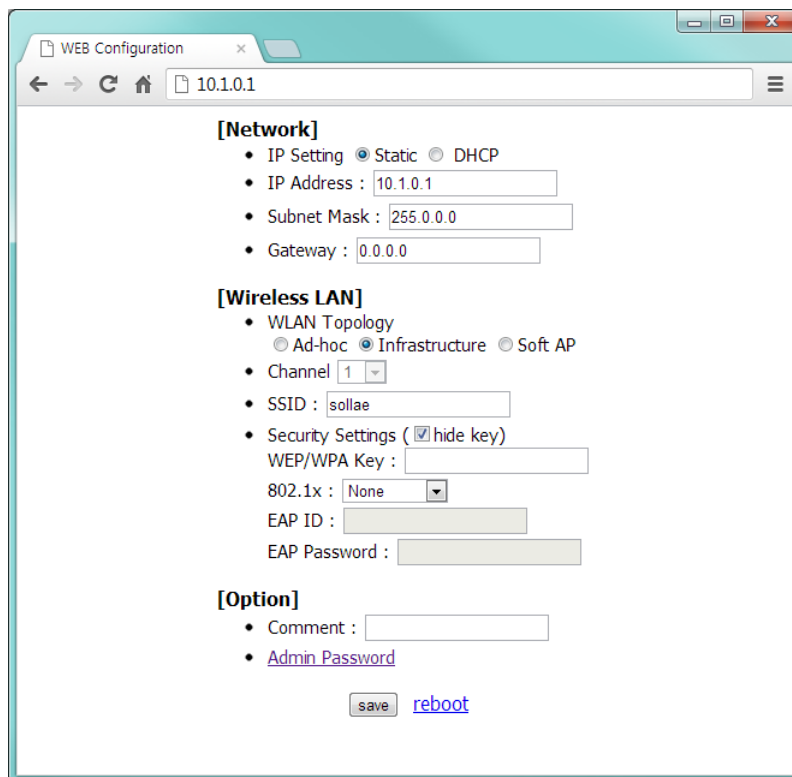 WEB Configuration
10.1.0.1
[Network]
IP Setting Static DHCP
IP Address : 10.1.0.1
Subnet Mask : 255.0.0.0
Gateway : 0.0.0.0
[Wireless LAN]
WLAN Topology
Ad-hoc Infrastructure Soft AP
Channel 1
SSID : sollae
Security Settings ( hide key)
WEP/WPA Key :
802.1x : None
EAP ID :
EAP Password :
[Option]
Comment :
Admin Password
save reboot